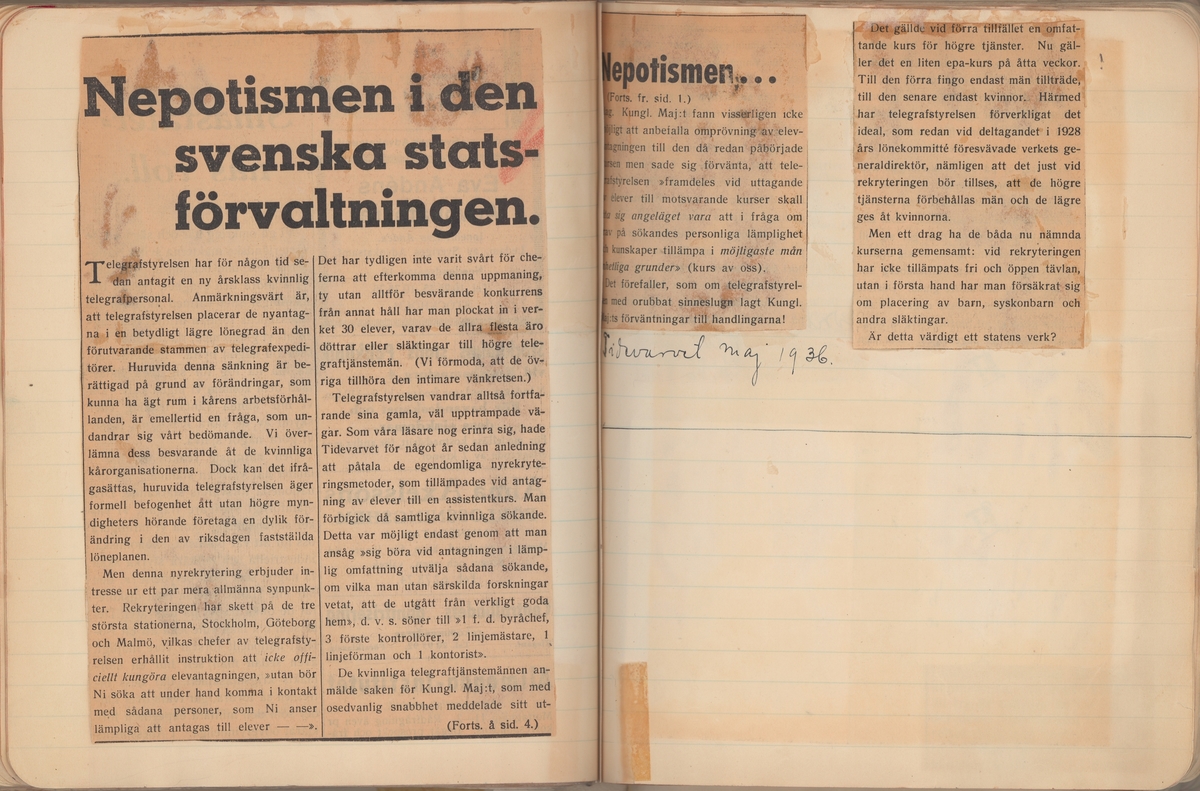 Nepotismen i den
svenska stats-
förvaltningen.
Telegrafstyrelsen har för någon tid se-
dan antagit en ny årsklass kvinnlig
telegrafpersonal. Anmärkningsvärt är,
att telegrafstyrelsen placerar de nyantag-
na i en betydligt lägre lönegrad än den
förutvarande stammen av telegrafexpedi-
törer. Huruvida denna sänkning är be-
rättigad på grund av förändringar, som
kunna ha ägt rum i kårens arbetsförhål-
landen, är emellertid en fråga, som un-
dandrar sig vårt bedömande. Vi över-
lämna dess besvarande åt de kvinnliga
kårorganisationerna. Dock kan det ifrå-
gasättas, huruvida telegrafstyrelsen äger
formell befogenhet ått utan högre myn-
digheters hörande företaga en dylik för-
ändring i den av riksdagen fastställda
löneplanen.
Men denna nyrekrytering erbjuder in-
tresse ur ett par mera allmänna synpunk-
ter. Rekryteringen har skett på de tre
största stationerna, Stockholm, Göteborg
och Malmö, vilkas chefer av telegrafsty-
relsen erhållit instruktion att icke offi-
ciellt kungöra elevantagningen, »utan bör
Ni söka att under hand komma i kontakt
med sådana personer, som Ni anser
lämpliga att antagas till elever — —».
Det har tydligen inte varit svårt för che-
ferna att efterkomma denna uppmaning,
ty utan alltför besvärande konkurrens
från annat håll har man plockat in i ver-
ket 30 elever, varav de allra flesta äro
döttrar eller släktingar till högre tele-
graftjänstemän. (Vi förmoda, att de öv-
riga tillhöra den intimare vänkretsen.)
Telegrafstyrelsen vandrar alltså fortfa-
rande sina gamla, väl upptrampade vä-
gar. Som våra läsare nog erinra sig, hade
Tidevarvet för något år sedan anledning
att påtala de egendomliga nyrekryte-
ringsmetoder, som tillämpades vid antag-
ning av elever till en assistentkurs. Man
förbigick då samtliga kvinnliga sökande.
Detta var möjligt endast genom att man
ansåg »sig böra vid antagningen i lämp-
lig omfattning utvälja sådana sökande,
om vilka man utan särskilda forskningar
vetat, att de utgått från verkligt goda
hem», d. v. s. söner till »1 f. d. byråchef,
3 förste kontrollörer, 2 linjemästare, 1
linjeförman och 1 kontorist».
De kvinnliga telegraftjänstemännen an-
mälde saken för Kungl. Maj:t, som med
osedvanlig snabbhet meddelade sitt ut-
(Forts. å sid. 4.)
Nepotismen...
(Forts. fr. sid. 1.)
Kungl. Maj:t fann visserligen icke
att anbefalla omprövning av elev-
antagningen till den då redan påbörjade
men sade sig förvänta, att tele-
grafstyrelsen »framdeles vid uttagande
elever till motsvarande kurser skall
sig angeläget vara att i fråga om
på sökandes personliga lämplighet
kunskaper tillämpa i möjligaste mån
grunder» (kurs av oss).
Det förefaller, som om telegrafstyrel-
med orubbat sinneslugn lagt Kungl.
Maj:ts förväntningar till handlingarna!
Tidevarvet maj 1936.
Det gällde vid förra tillfället en omfat-
tande kurs för högre tjänster. Nu gäl-
ler det en liten epa-kurs på åtta veckor.
Till den förra fingo endast män tillträde,
till den senare endast kvinnor. Härmed
har telegrafstyrelsen förverkligat det
ideal, som redan vid deltagandet i 1928
års lönekommitté föresvävade verkets ge-
neraldirektör, nämligen att det just vid
rekryteringen bör tillses, att de högre
tjänsterna förbehållas män och de lägre
ges åt kvinnorna.
Men ett drag ha de båda nu nämnda
kurserna gemensamt: vid rekryteringen
har icke tillämpats fri och öppen tävlan,
utan i första hand har man försäkrat sig
om placering av barn, syskonbarn och
andra släktingar.
Är detta värdigt ett statens verk?
!